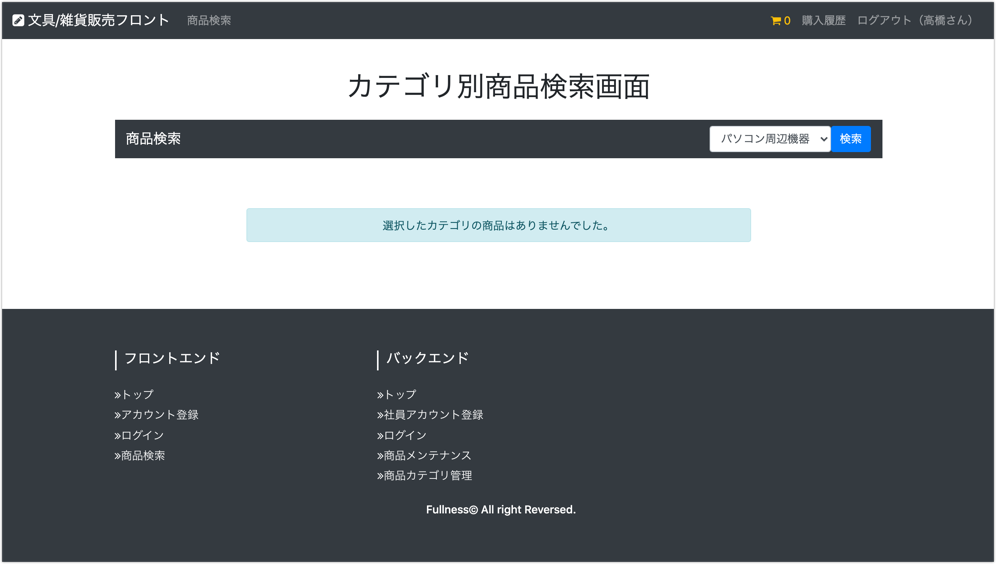 文具/雑貨販売フロント 商品検索 0 購入履歴 ログアウト（高橋さん）
カテゴリ別商品検索画面
商品検索 パソコン周辺機器 検索
選択したカテゴリの商品はありませんでした。
フロントエンド
»トップ
»アカウント登録
»ログイン
»商品検索
バックエンド
»トップ
»社員アカウント登録
»ログイン
»商品メンテナンス
»商品カテゴリ管理
Fullness© All right Reversed.